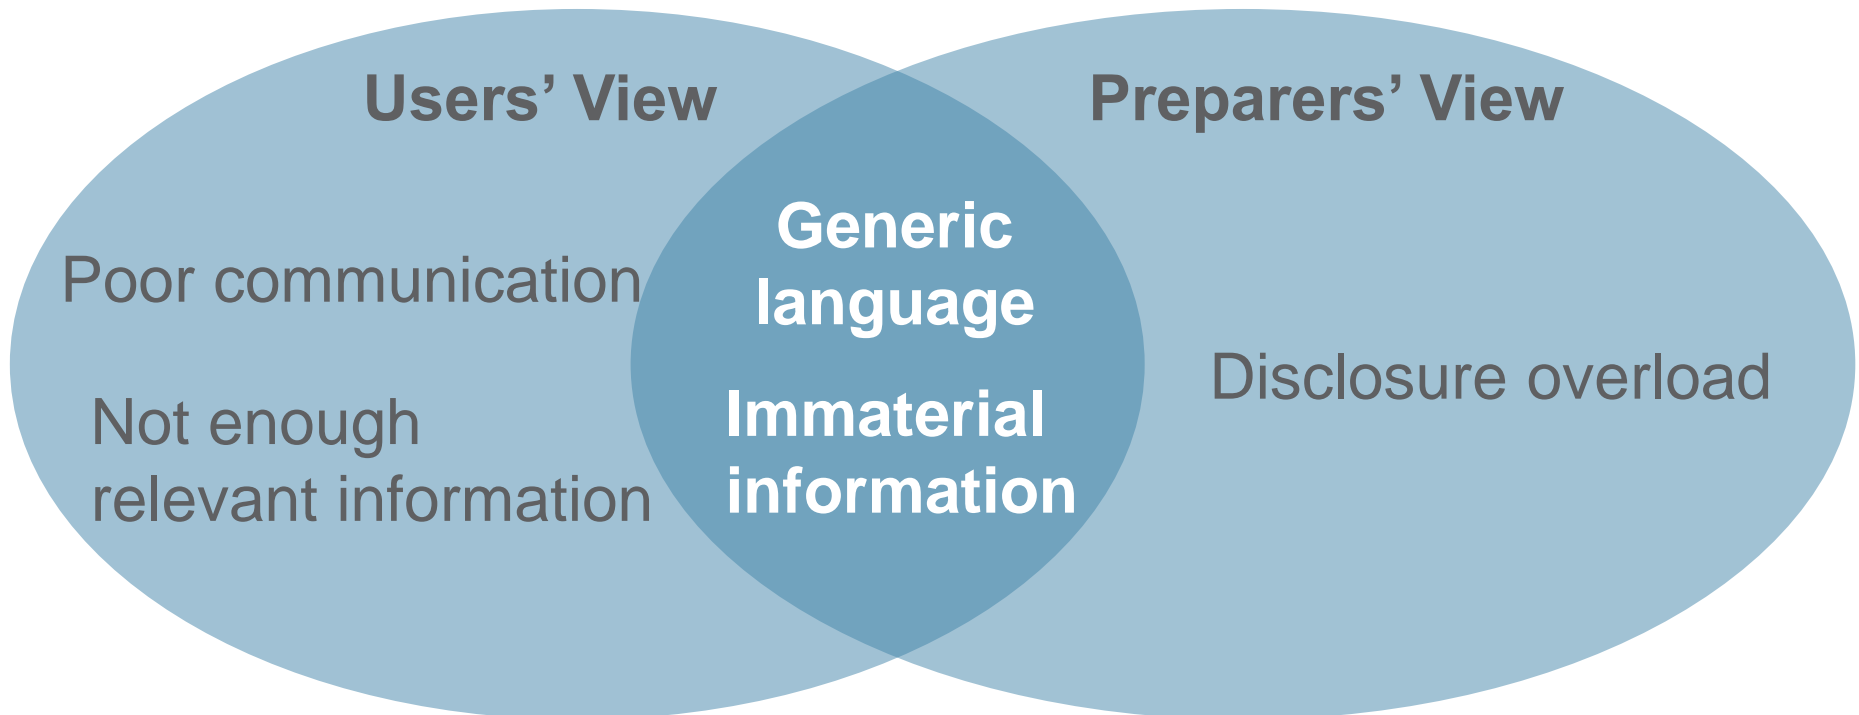 Users’ View
Poor communication
Not enough
relevant information
Generic
language
Immaterial
information
Preparers’ View
Disclosure overload